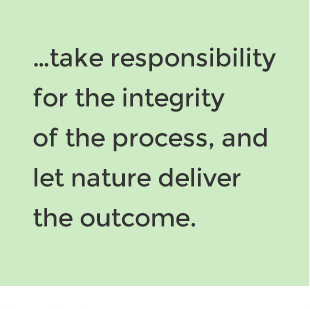 ...take responsibility
for the integrity
of the process, and
let nature deliver
the outcome.